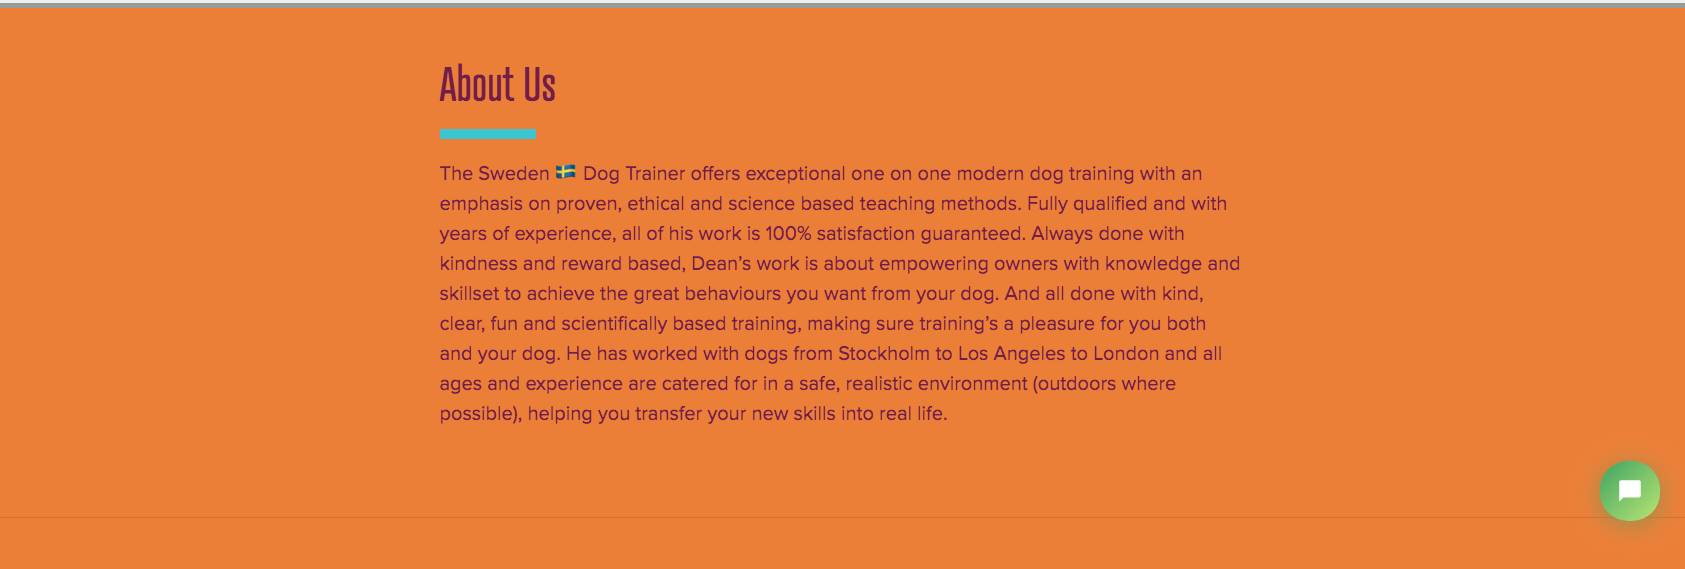 About Us
The Sweden 🇸🇪 Dog Trainer offers exceptional one on one modern dog training with an
emphasis on proven, ethical and science based teaching methods. Fully qualified and with
years of experience, all of his work is 100% satisfaction guaranteed. Always done with
kindness and reward based, Dean’s work is about empowering owners with knowledge and
skillset to achieve the great behaviours you want from your dog. And all done with kind,
clear, fun and scientifically based training, making sure training’s a pleasure for you both
and your dog. He has worked with dogs from Stockholm to Los Angeles to London and all
ages and experience are catered for in a safe, realistic environment (outdoors where
possible), helping you transfer your new skills into real life.